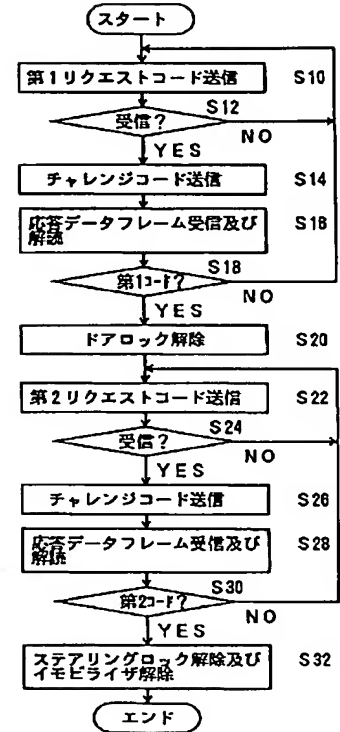 スタート
第1リクエストコード送信 S10
S12
受信?
NO
YES
チャレンジコード送信 S14
応答データフレーム受信及び S16
解読
S18
第1コード?
NO
YES
ドアロック解除 S20
第2リクエストコード送信 S22
S24
受信?
NO
YES
チャレンジコード送信 S26
応答データフレーム受信及び S28
解読
S30
第2コード?
NO
YES
ステアリングロック解除及び S32
イモビライザ解除
エンド